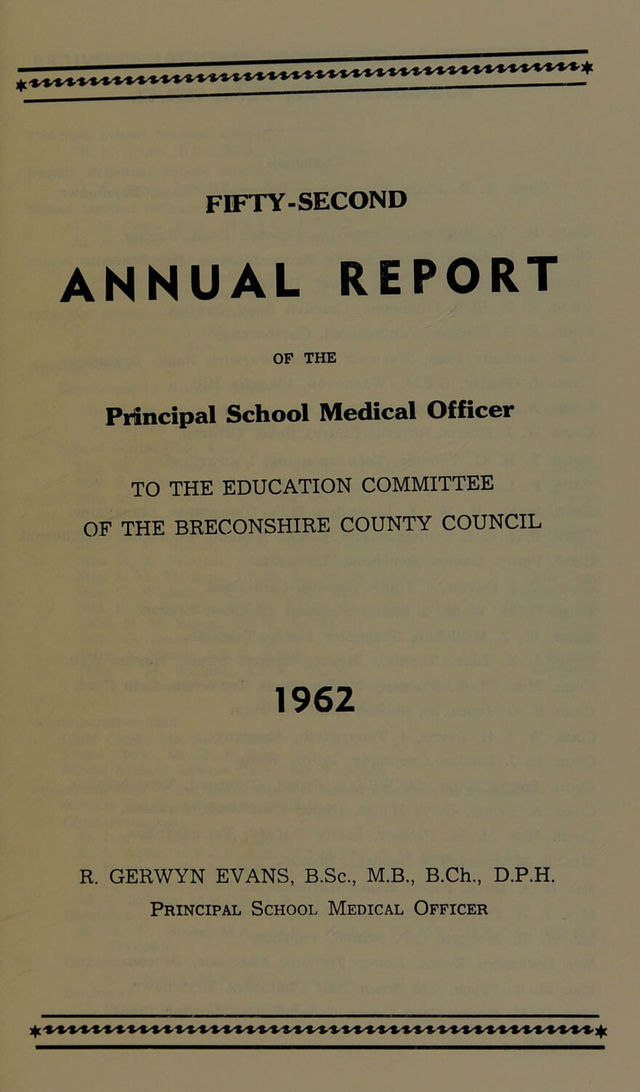 FIFTY-SECOND
ANNUAL REPORT
OF THE
Principal School Medical Officer
TO THE EDUCATION COMMITTEE
OF THE BRECONSHIRE COUNTY COUNCIL
1962
R. GERWYN EVANS, B.Sc., M.B., B.Ch., D.P.H.
PRINCIPAL SCHOOL MEDICAL OFFICER